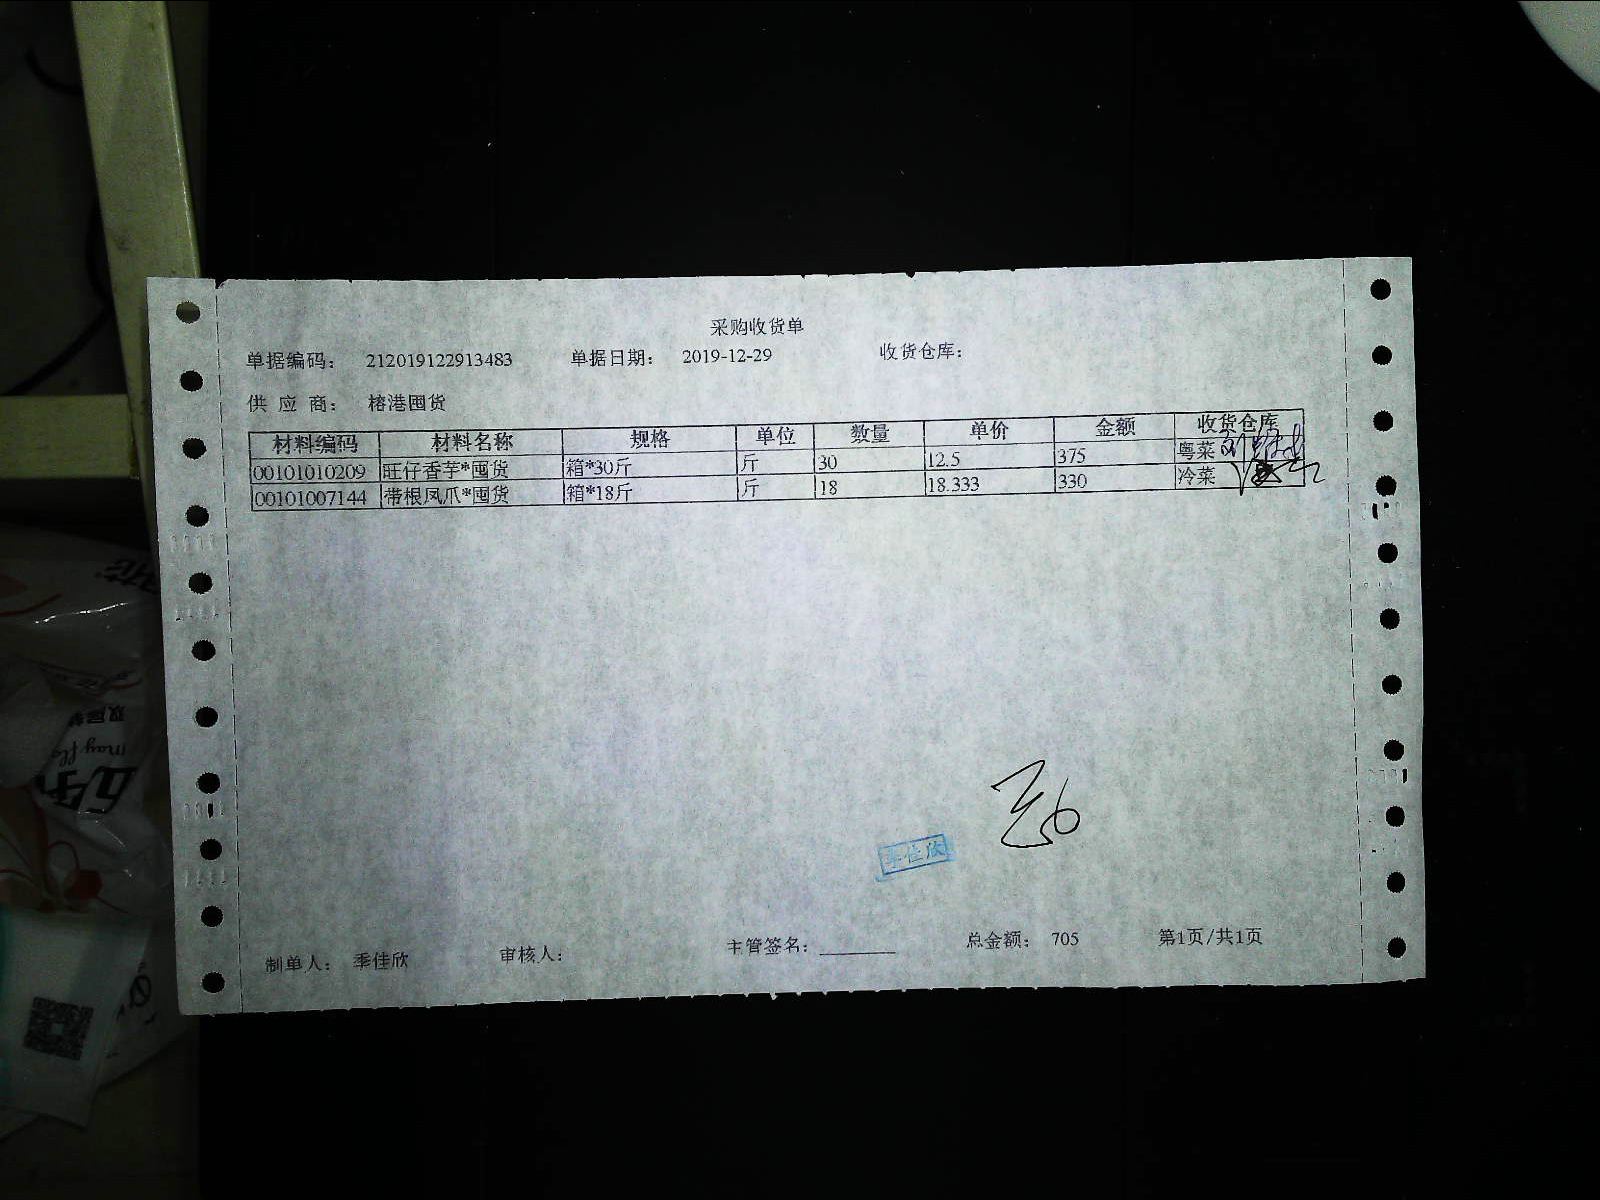 采购收货单
单据编码： 212019122913483 单据日期： 2019-12-29 收货仓库：
供 应 商： 榕港囤货
材料编码 材料名称 规格 单位 数量 单价 金额 收货仓库
00101010209 旺仔香芋*囤货 箱*30斤 斤 30 12.5 375 粤菜
00101007144 带根凤爪*囤货 箱*18斤 斤 18 18.333 330 冷菜
季佳欣
制单人： 季佳欣 审核人： 主管签名：________ 总金额： 705 第1页/共1页
双层
may flo